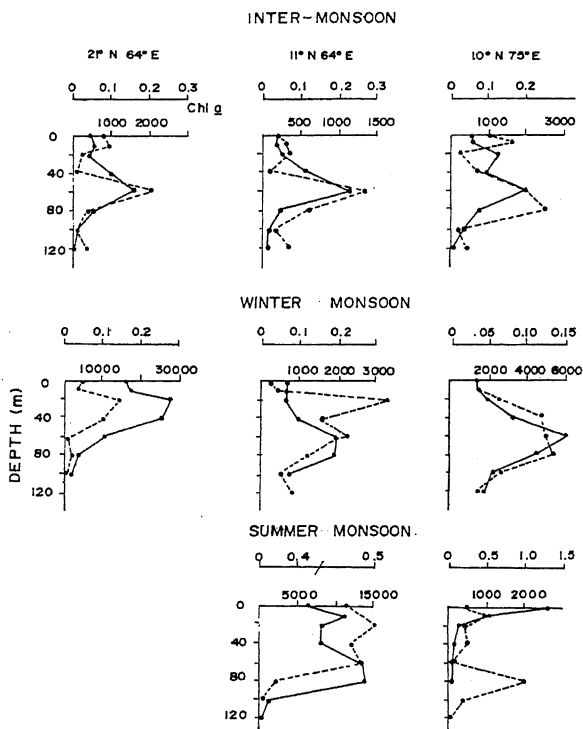 INTER-MONSOON
21° N 64° E 11° N 64° E 10° N 75° E
0 0.1 0.2 0.3 0 0.1 0.2 0.3 0 0.1 0.2
Chl a
1000 2000 500 1000 1500 1000 3000
0
40
80
120
WINTER MONSOON
0 0.1 0.2 0 0.1 0.2 0 .05 0.1 0.15
10000 30000 1000 2000 3000 2000 4000 6000
0
40
80
120
DEPTH (m)
SUMMER MONSOON
0 0.4 0.5 0 0.5 1.0 1.5
5000 15000 1000 2000
0
40
80
120